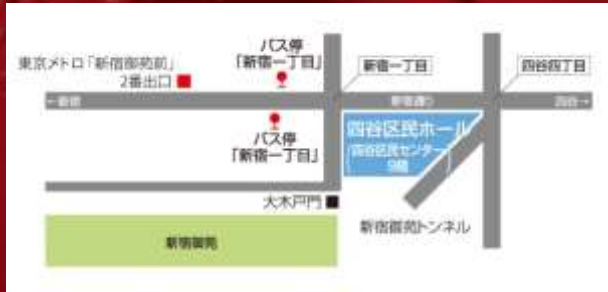 バス停
「新宿一丁目」
東京メトロ「新宿御苑前」
2番出口
新宿一丁目
四谷四丁目
←新宿
新宿通り
四谷→
バス停
「新宿一丁目」
四谷区民ホール
(四谷区民センター
9階)
大木戸門
新宿御苑トンネル
新宿御苑